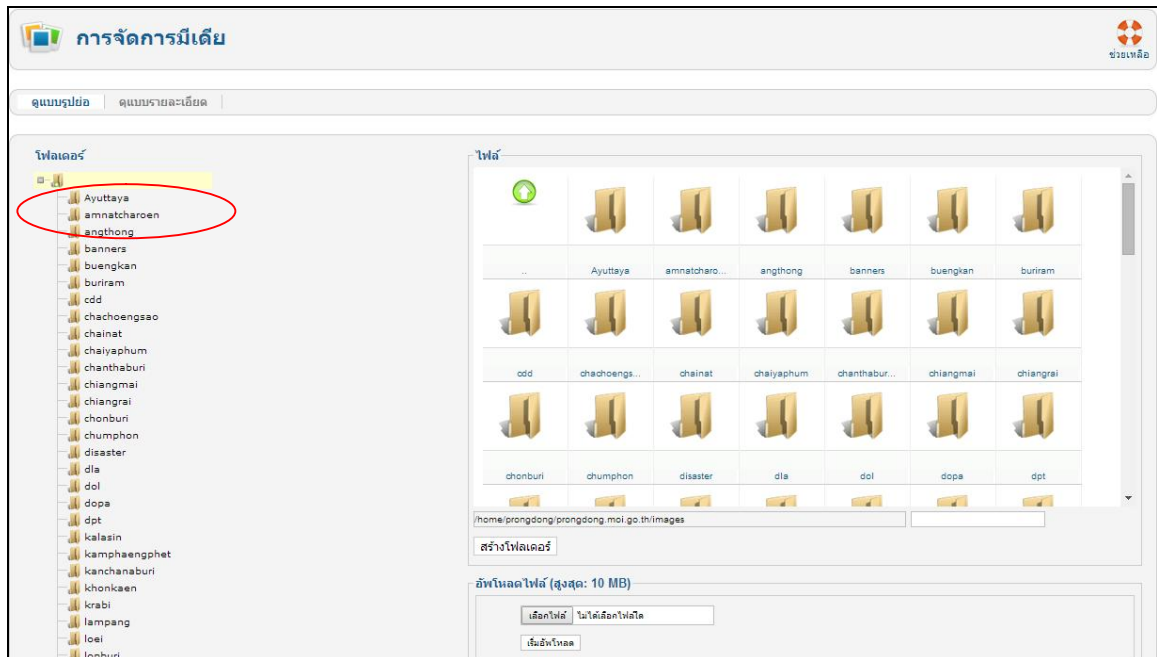 การจัดการมีเดีย
ช่วยเหลือ
ดูแบบรูปย่อ ดูแบบรายละเอียด
โฟลเดอร์
Ayuttaya
amnatcharoen
angthong
banners
buengkan
buriram
cdd
chachoengsao
chainat
chaiyaphum
chanthaburi
chiangmai
chiangrai
chonburi
chumphon
disaster
dla
dol
dopa
dpt
kalasin
kamphaengphet
kanchanaburi
khonkaen
krabi
lampang
loei
lopburi
ไฟล์
.. Ayuttaya amnatcharo... angthong banners buengkan buriram
cdd chachoengs... chainat chaiyaphum chanthabur... chiangmai chiangrai
chonburi chumphon disaster dla dol dopa dpt
/home/prongdong/prongdong.moi.go.th/images
สร้างโฟลเดอร์
อัพโหลดไฟล์ (สูงสุด: 10 MB)
เลือกไฟล์ ไม่ได้เลือกไฟล์ใด
เริ่มอัพโหลด